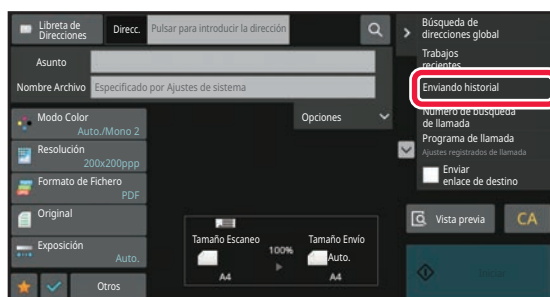 Libreta de
Direcciones
Direcc.
Pulsar para introducir la dirección
Asunto
Nombre Archivo
Especificado por Ajustes de sistema
Modo Color
Auto./Mono 2
Resolución
200x200ppp
Formato de Fichero
PDF
Original
Exposición
Auto.
Otros
Opciones
Tamaño Escaneo
100%
Tamaño Envío
Auto.
A4
A4
Búsqueda de
direcciones global
Trabajos
recientes
Enviando historial
Número de búsqueda
de llamada
Programa de llamada
Ajustes registrados de llamada
Enviar
enlace de destino
Vista previa
CA